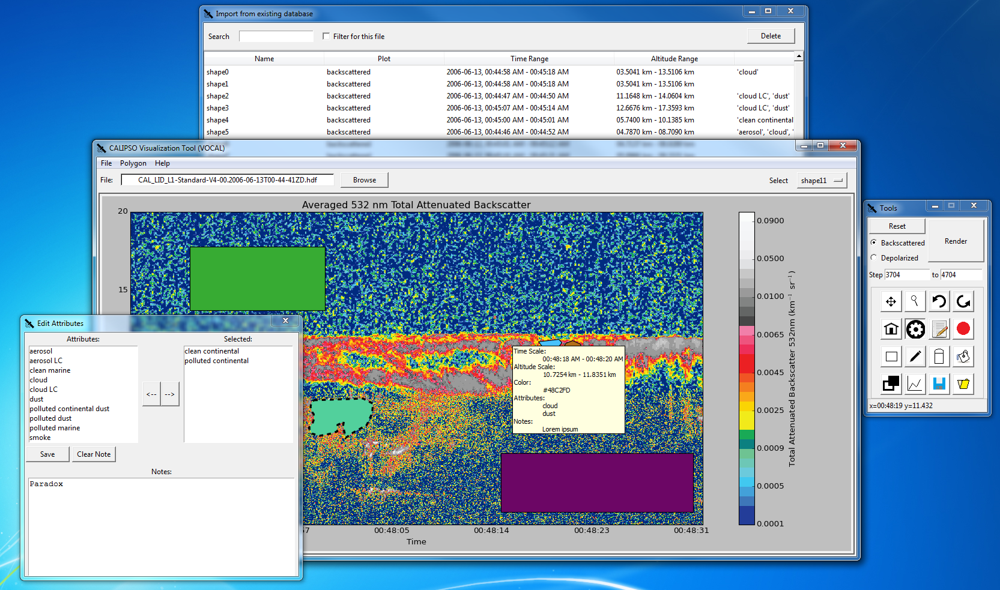 Import from existing database
Search Filter for this file Delete
Name Plot Time Range Altitude Range
shape0 backscattered 2006-06-13, 00:44:58 AM - 00:45:18 AM 03.5041 km - 13.5106 km 'cloud'
shape1 backscattered 2006-06-13, 00:44:58 AM - 00:45:18 AM 03.5041 km - 13.5106 km
shape2 backscattered 2006-06-13, 00:44:47 AM - 00:44:50 AM 11.1648 km - 14.0604 km 'cloud LC', 'dust'
shape3 backscattered 2006-06-13, 00:45:07 AM - 00:45:14 AM 12.6676 km - 17.3593 km 'cloud LC', 'dust'
shape4 backscattered 2006-06-13, 00:45:00 AM - 00:45:01 AM 05.7400 km - 10.1385 km 'clean continental
shape5 backscattered 2006-06-13, 00:44:46 AM - 00:44:52 AM 04.7870 km - 08.7090 km 'aerosol', 'cloud', '
CALIPSO Visualization Tool (VOCAL)
File Polygon Help
File: CAL_LID_L1-Standard-V4-00.2006-06-13T00-44-41ZD.hdf Browse Select shape11
Averaged 532 nm Total Attenuated Backscatter
20
15
Time Scale:
00:48:18 AM - 00:48:20 AM
Altitude Scale:
10.7254 km - 11.8351 km
Color:
#48C2FD
Attributes:
cloud
dust
Notes:
Lorem ipsum
00:48:05 00:48:14 00:48:23 00:48:31
Time
0.0900
0.0500
0.0100
0.0065
0.0045
0.0025
0.0009
0.0005
0.0001
Total Attenuated Backscatter 532nm (km⁻¹ sr⁻¹)
Edit Attributes
Attributes: Selected:
aerosol
aerosol LC
clean marine
cloud
cloud LC
dust
polluted continental dust
polluted dust
polluted marine
smoke
<-- -->
clean continental
polluted continental
Save Clear Note
Notes:
Paradox
Tools
Reset
Render
Backscattered
Depolarized
Step 3704 to 4704
x=00:48:19 y=11.432